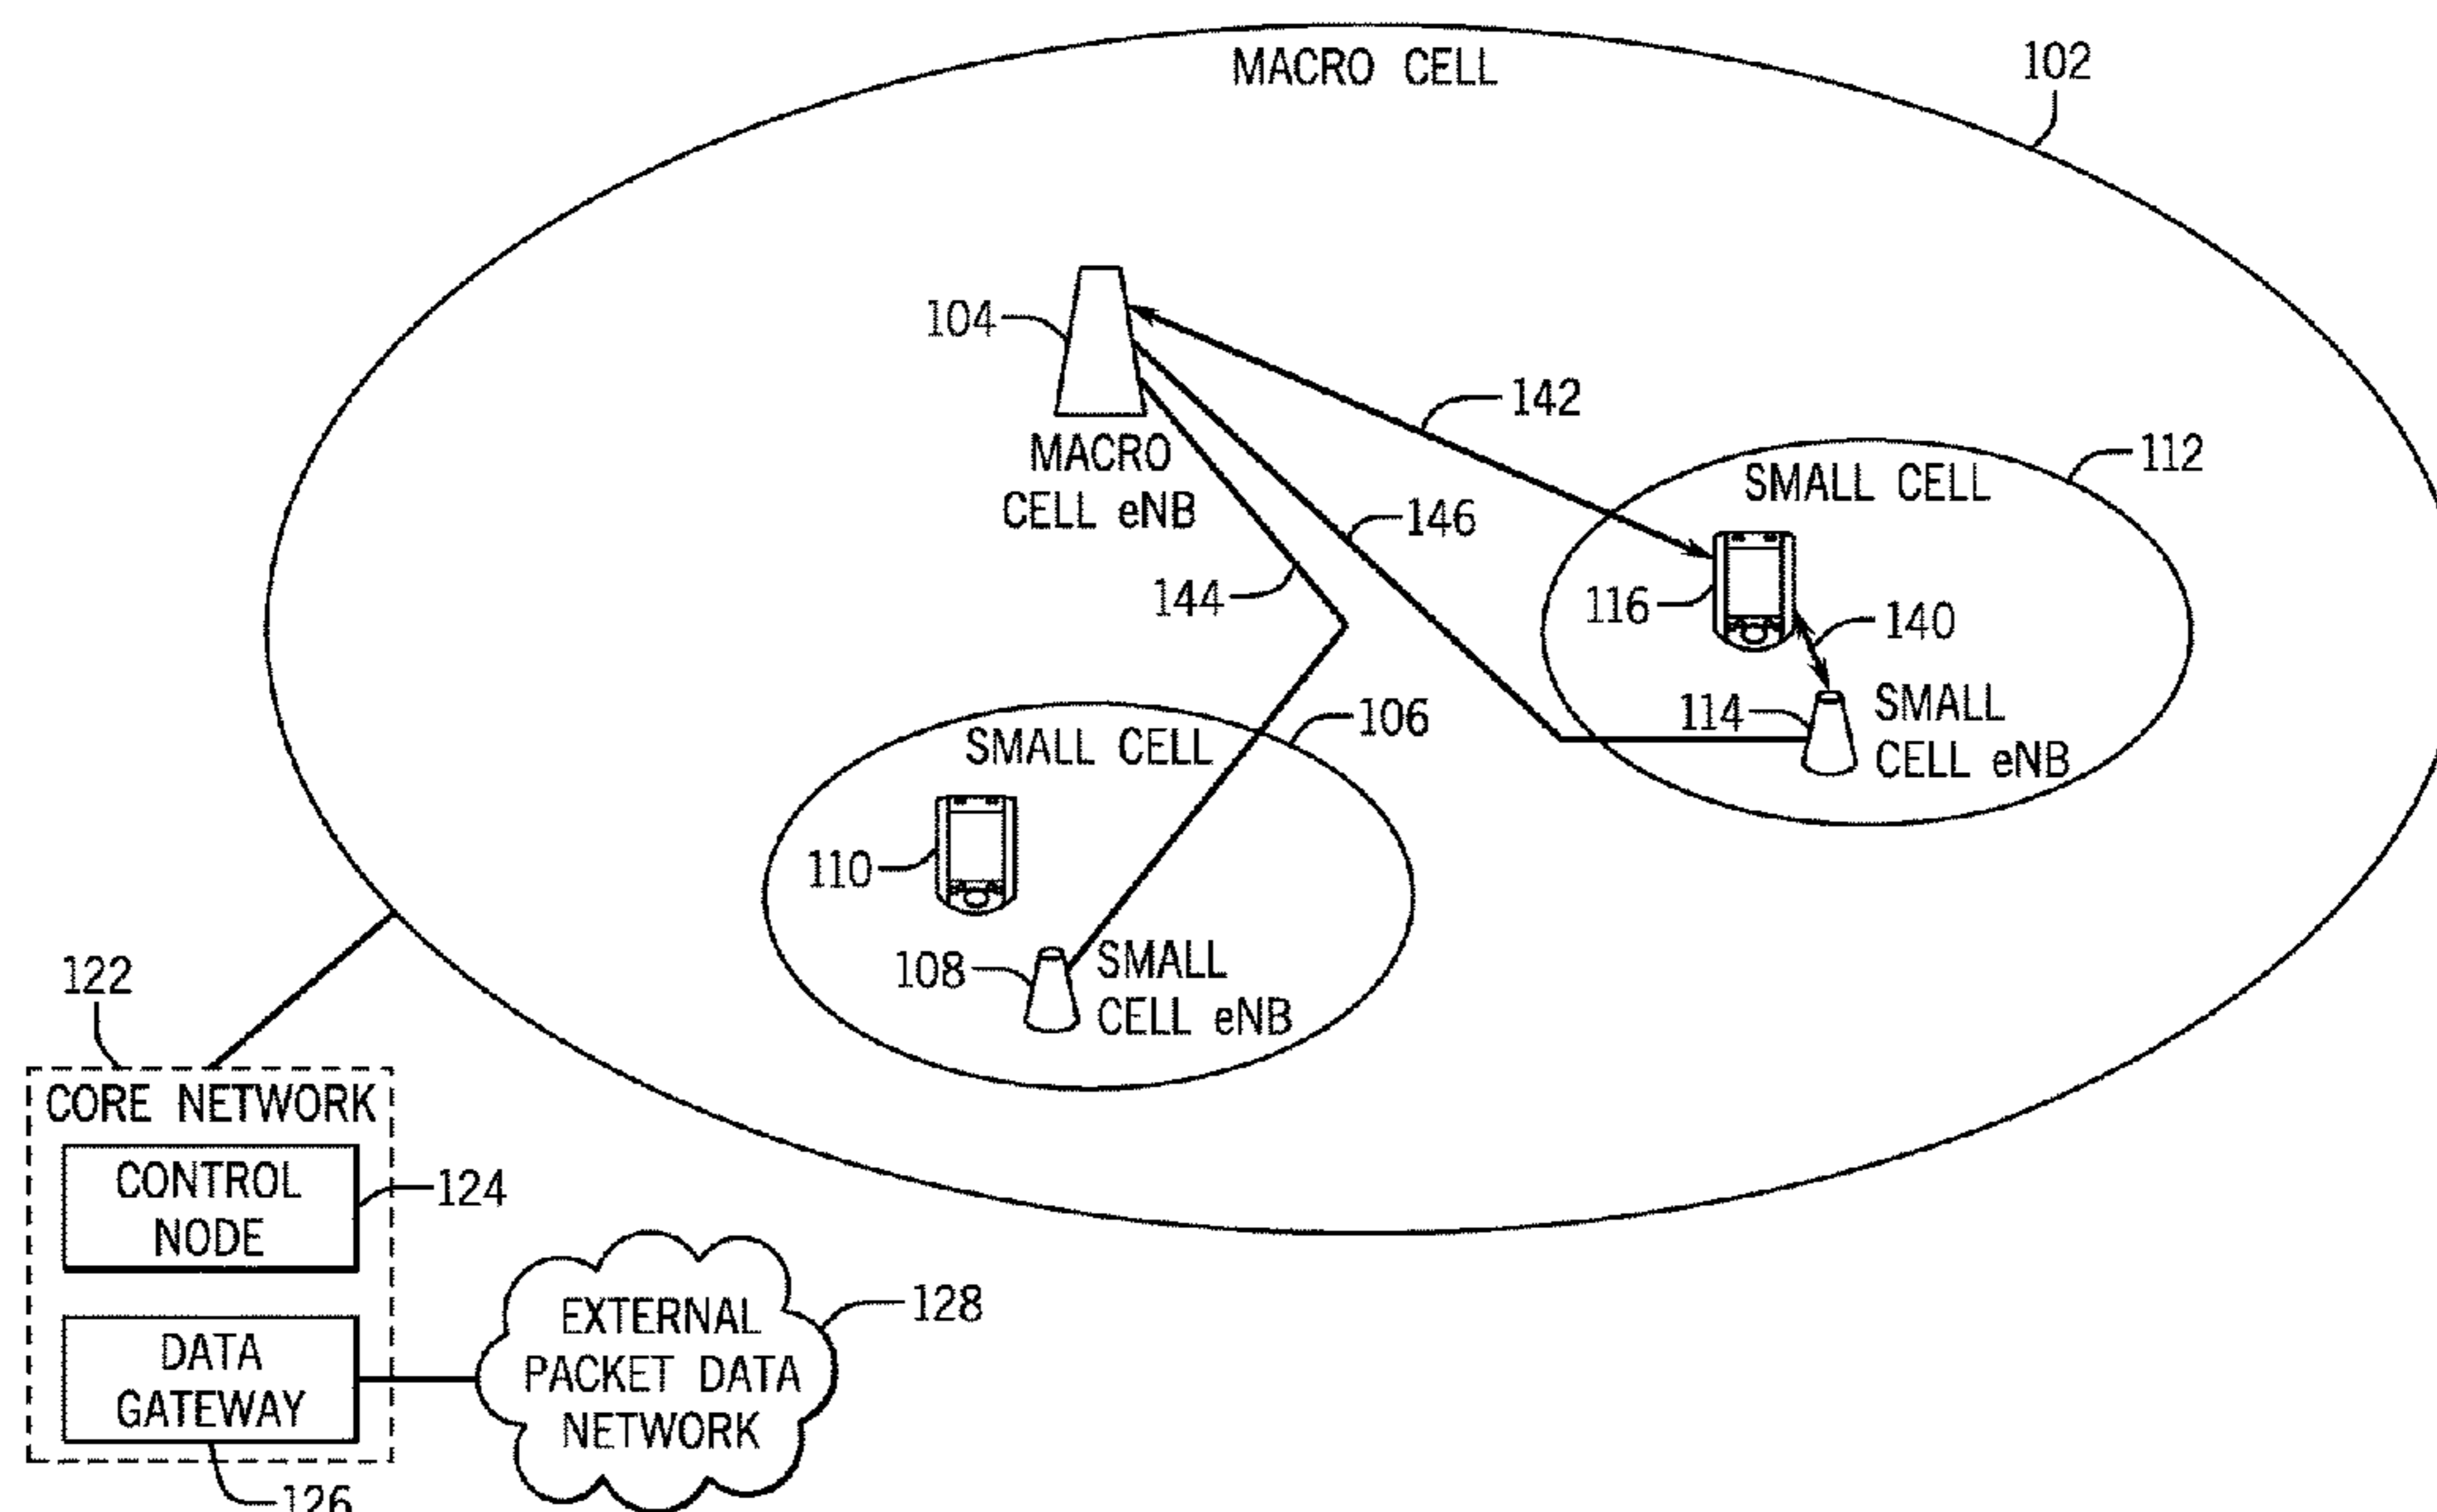 MACRO CELL
102
104
142
MACRO
CELL eNB
112
SMALL CELL
146
144
116
140
114
SMALL
CELL eNB
106
SMALL CELL
110
108
SMALL
CELL eNB
122
CORE NETWORK
CONTROL
NODE
124
128
EXTERNAL
PACKET DATA
NETWORK
DATA
GATEWAY
126